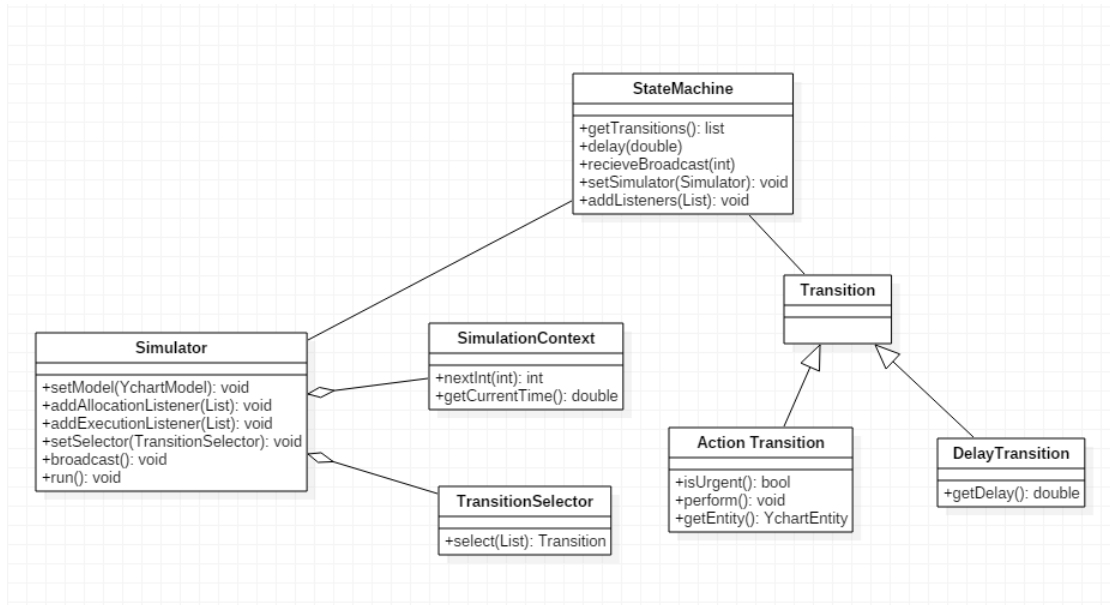 StateMachine
+getTransitions(): list
+delay(double)
+recieveBroadcast(int)
+setSimulator(Simulator): void
+addListeners(List): void
Transition
Simulator
+setModel(YchartModel): void
+addAllocationListener(List): void
+addExecutionListener(List): void
+setSelector(TransitionSelector): void
+broadcast(): void
+run(): void
SimulationContext
+nextInt(int): int
+getCurrentTime(): double
TransitionSelector
+select(List): Transition
Action Transition
+isUrgent(): bool
+perform(): void
+getEntity(): YchartEntity
DelayTransition
+getDelay(): double